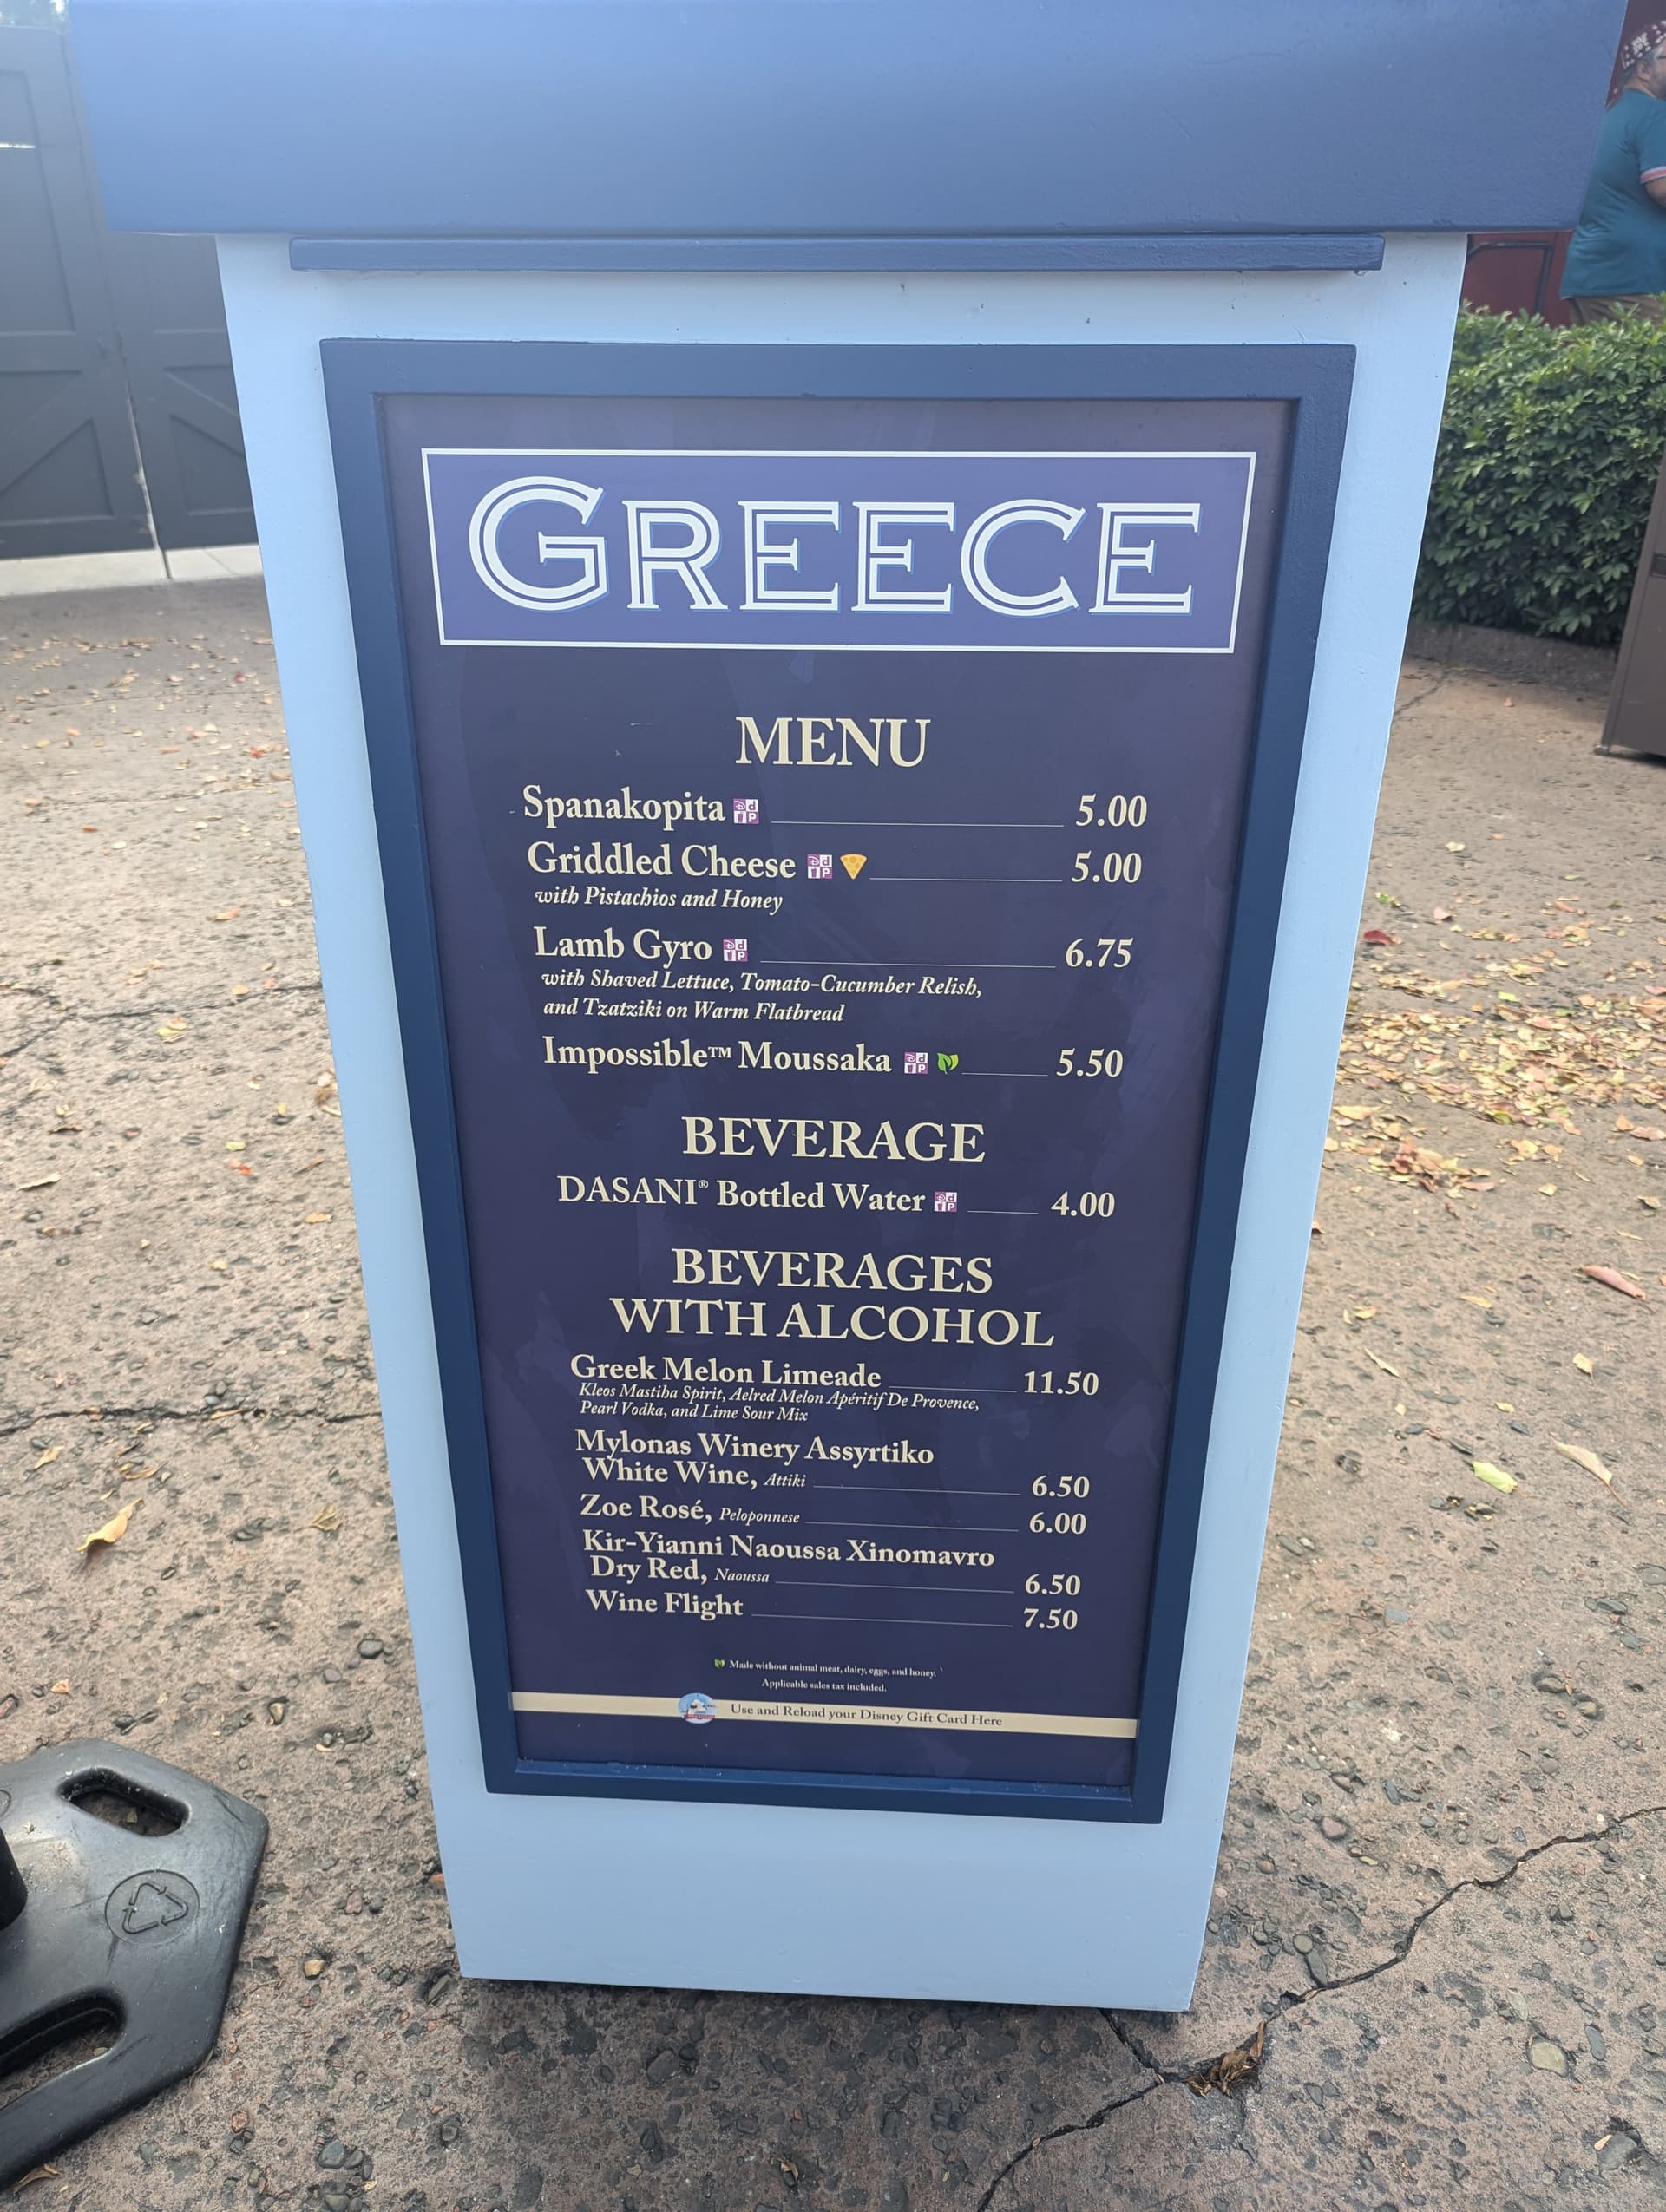 GREECE
MENU
Spanakopita 5.00
Griddled Cheese 5.00
with Pistachios and Honey
Lamb Gyro 6.75
with Shaved Lettuce, Tomato-Cucumber Relish,
and Tzatziki on Warm Flatbread
Impossible™ Moussaka 5.50
BEVERAGE
DASANI® Bottled Water 4.00
BEVERAGES
WITH ALCOHOL
Greek Melon Limeade 11.50
Kleos Mastiha Spirit, Aelred Melon Apéritif De Provence,
Pearl Vodka, and Lime Sour Mix
Mylonas Winery Assyrtiko
White Wine, Attiki 6.50
Zoe Rosé, Peloponnese 6.00
Kir-Yianni Naoussa Xinomavro
Dry Red, Naoussa 6.50
Wine Flight 7.50
Made without animal meat, dairy, eggs, and honey.
Applicable sales tax included.
Use and Reload your Disney Gift Card Here